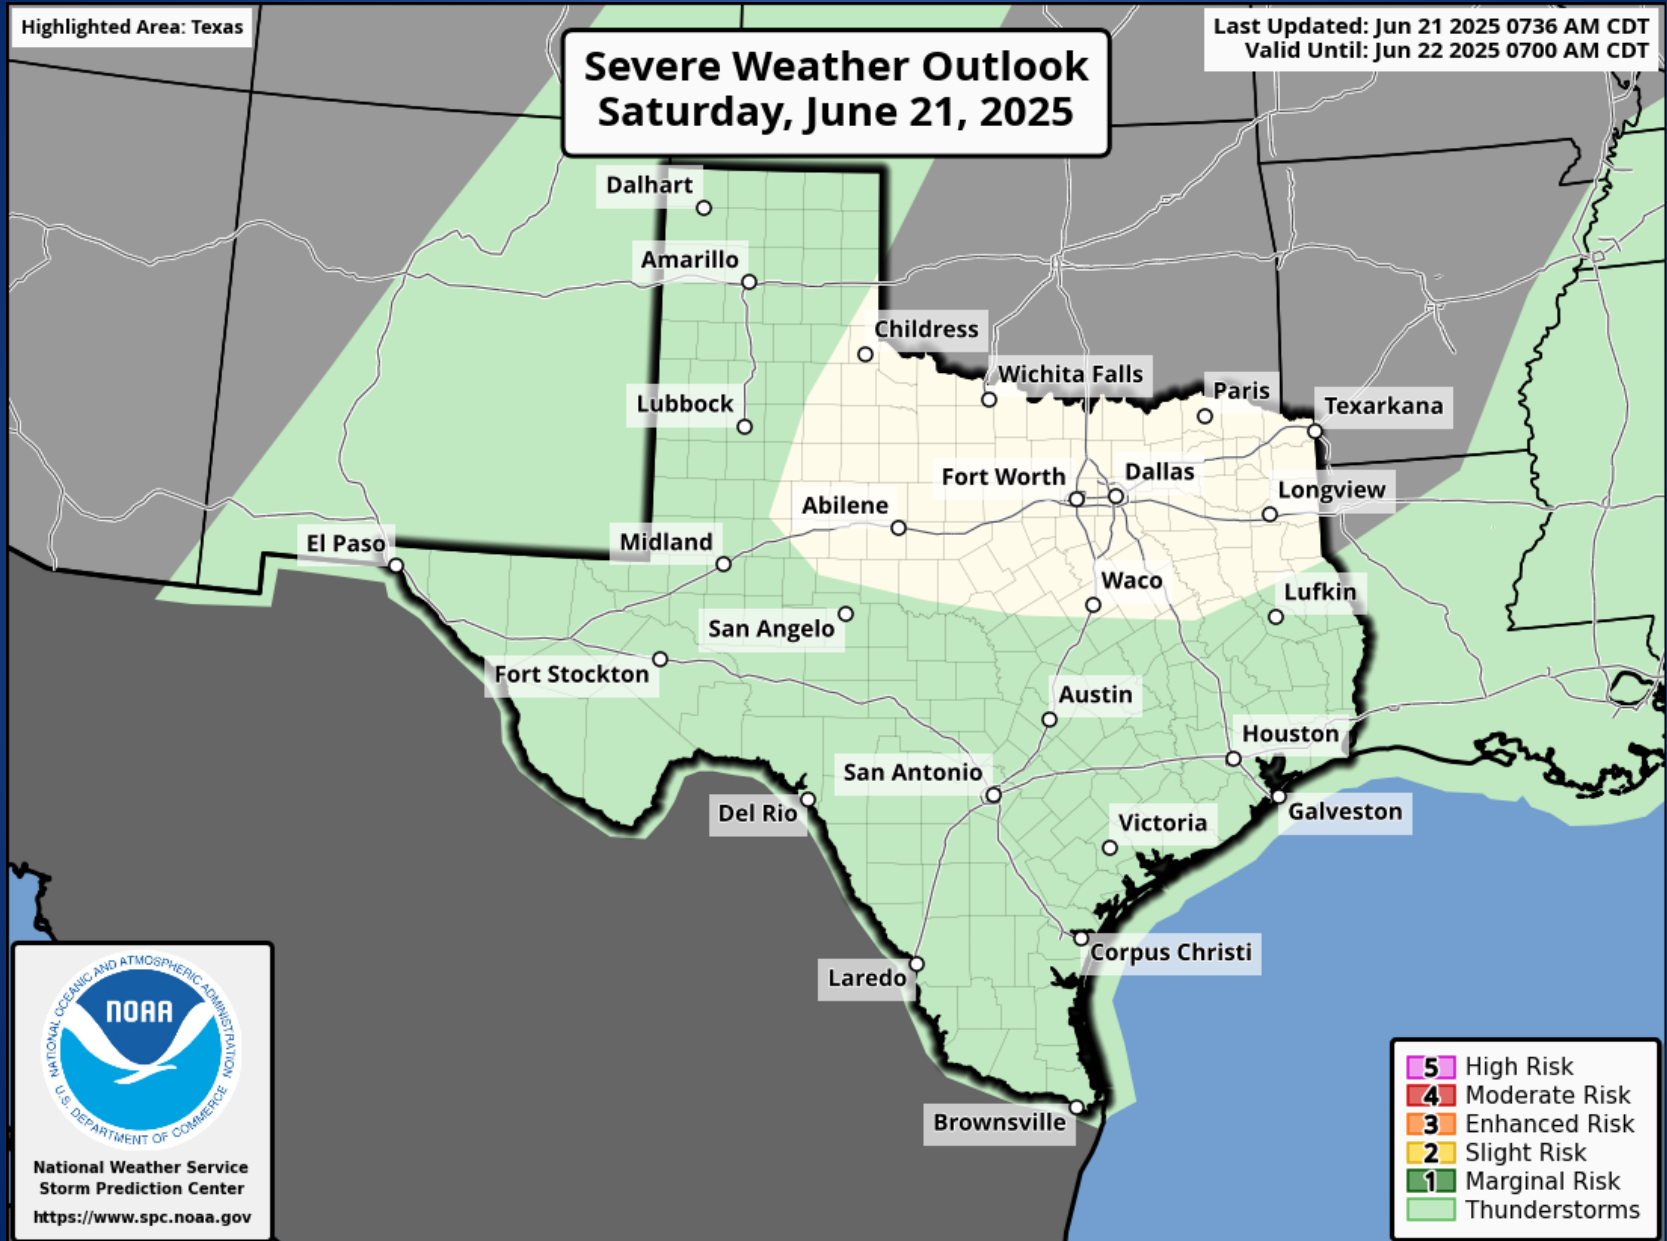 Highlighted Area: Texas
Severe Weather Outlook
Saturday, June 21, 2025
Last Updated: Jun 21 2025 0736 AM CDT
Valid Until: Jun 22 2025 0700 AM CDT
Dalhart
Amarillo
Childress
Wichita Falls
Paris
Texarkana
Lubbock
Fort Worth
Dallas
Longview
Abilene
El Paso
Midland
Waco
Lufkin
San Angelo
Fort Stockton
Austin
Houston
San Antonio
Del Rio
Galveston
Victoria
Corpus Christi
Laredo
Brownsville
NATIONAL OCEANIC AND ATMOSPHERIC ADMINISTRATION
NOAA
U.S. DEPARTMENT OF COMMERCE
National Weather Service
Storm Prediction Center
https://www.spc.noaa.gov
5 High Risk
4 Moderate Risk
3 Enhanced Risk
2 Slight Risk
1 Marginal Risk
Thunderstorms